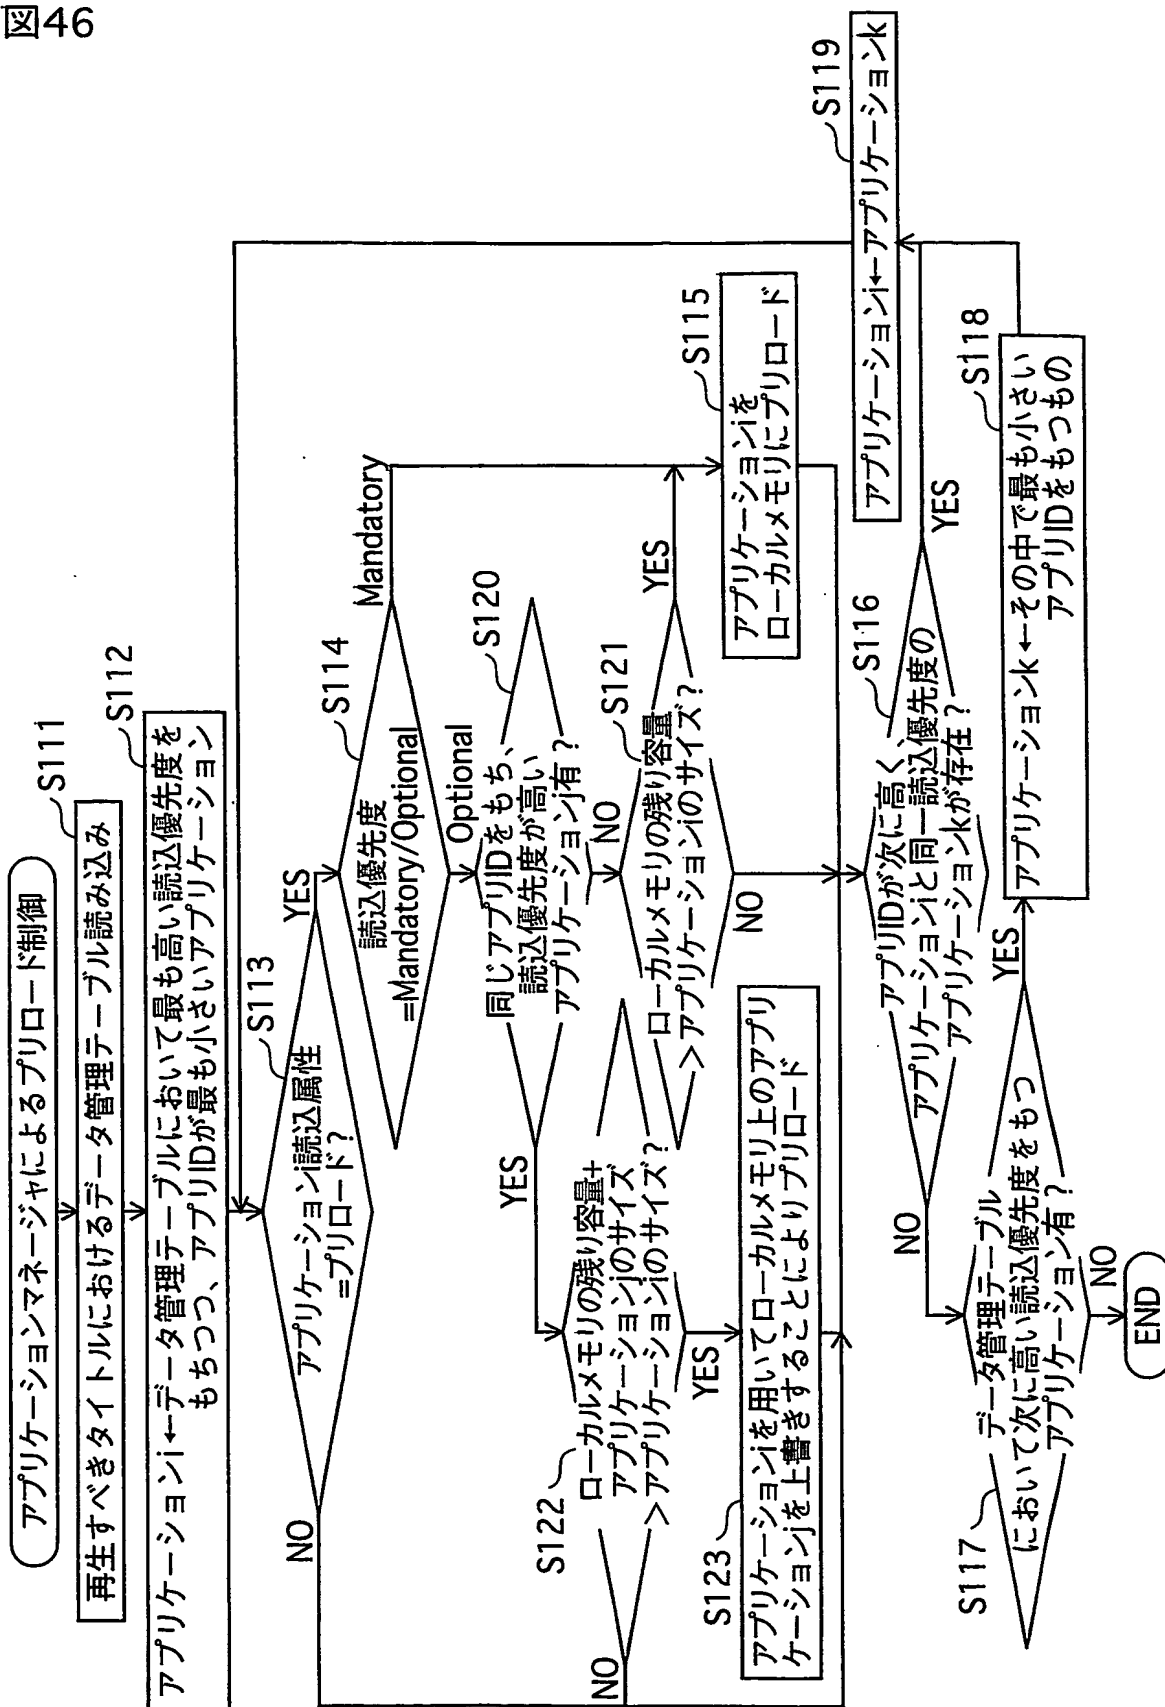 図46
アプリケーションマネージャによるプリロード制御
S111
再生すべきタイトルにおけるデータ管理テーブル読み込み
S112
アプリケーションi←データ管理テーブルにおいて最も高い読込優先度を
もちつつ、アプリIDが最も小さいアプリケーション
S113
アプリケーションi読込属性
=プリロード?
YES
NO
S114
読込優先度
=Mandatory/Optional
Mandatory
Optional
S120
同じアプリIDをもち、
読込優先度が高い
アプリケーションj有?
YES
NO
S121
ローカルメモリの残り容量
>アプリケーションiのサイズ?
YES
NO
S115
アプリケーションiを
ローカルメモリにプリロード
S122
ローカルメモリの残り容量+
アプリケーションjのサイズ
>アプリケーションiのサイズ?
YES
NO
S123
アプリケーションiを用いてローカルメモリ上のアプリ
ケーションjを上書きすることによりプリロード
S116
アプリIDが次に高く、
アプリケーションiと同一読込優先度の
アプリケーションkが存在?
YES
NO
S119
アプリケーションi←アプリケーションk
S117
データ管理テーブル
において次に高い読込優先度をもつ
アプリケーション有?
YES
NO
S118
アプリケーションk←その中で最も小さい
アプリIDをもつもの
END